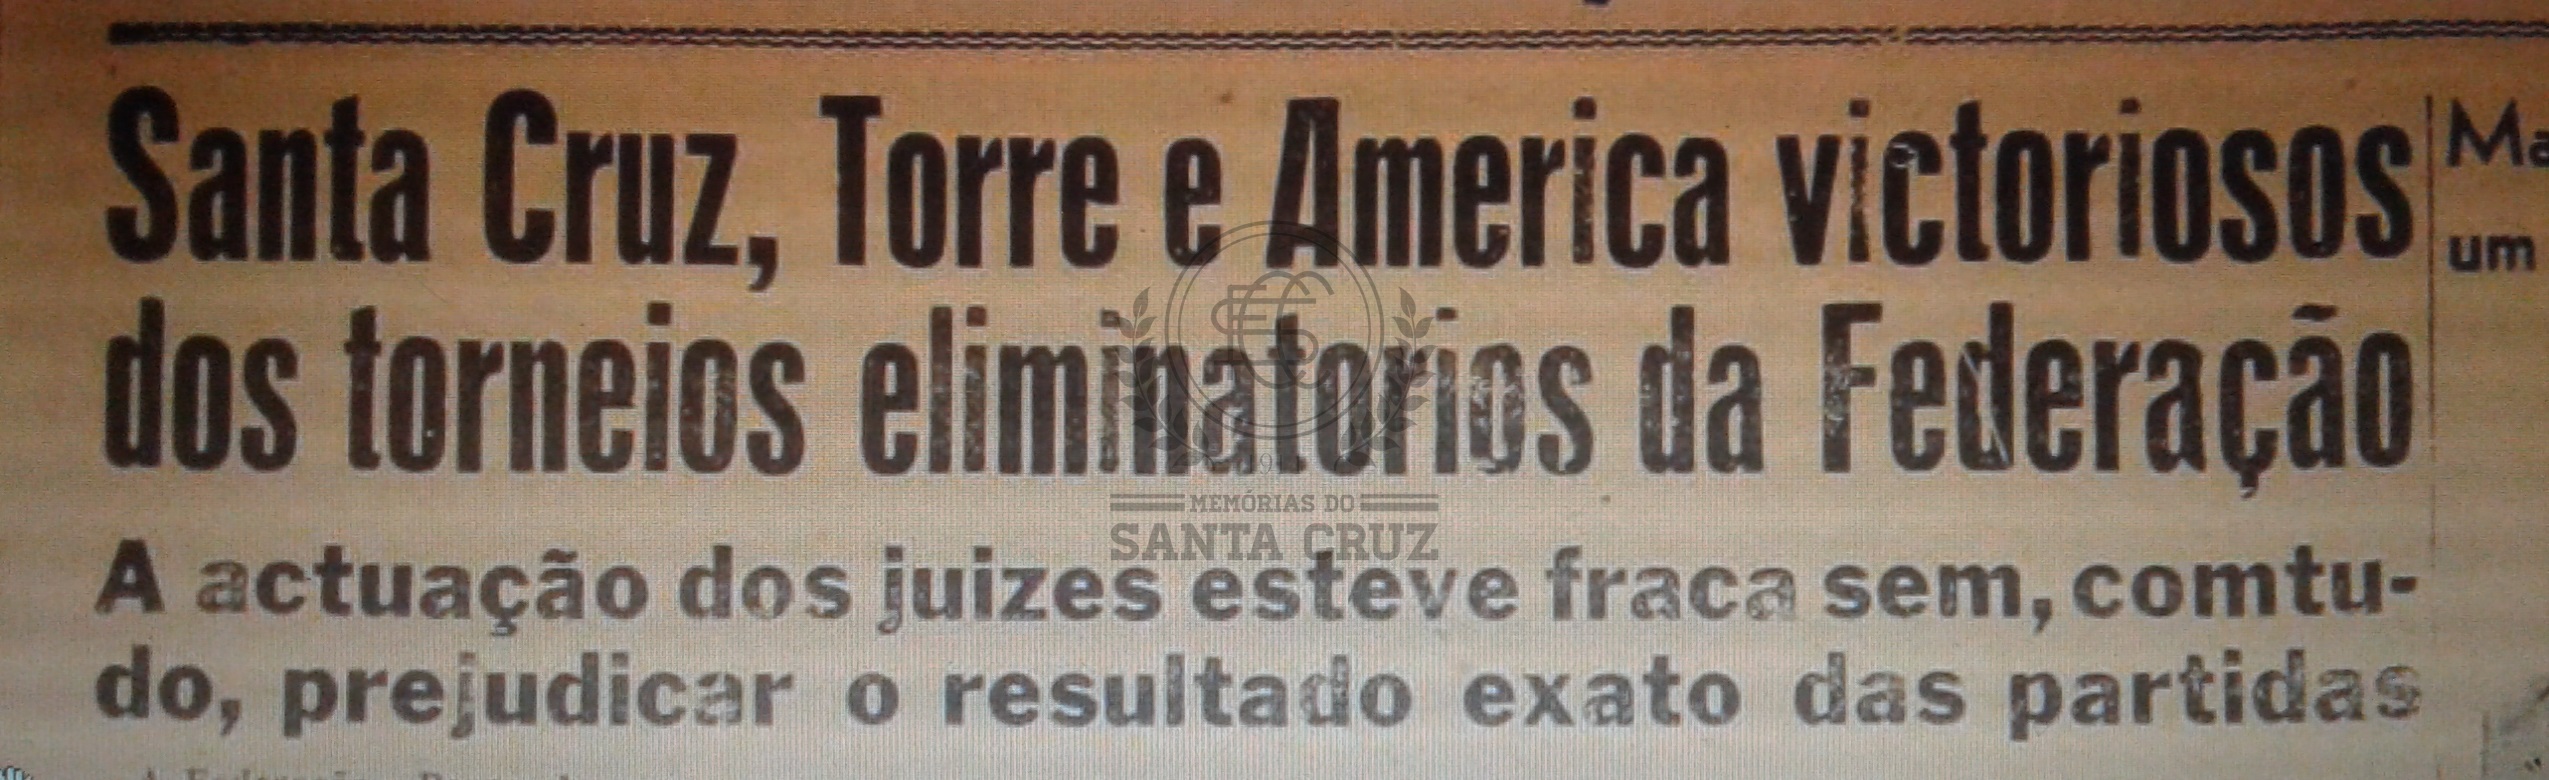 Santa Cruz, Torre e America victoriosos
dos torneios eliminatorios da Federação
A actuação dos juizes esteve fraca sem, comtu-
do, prejudicar o resultado exato das partidas
Ma
um
MEMÓRIAS DO
SANTA CRUZ